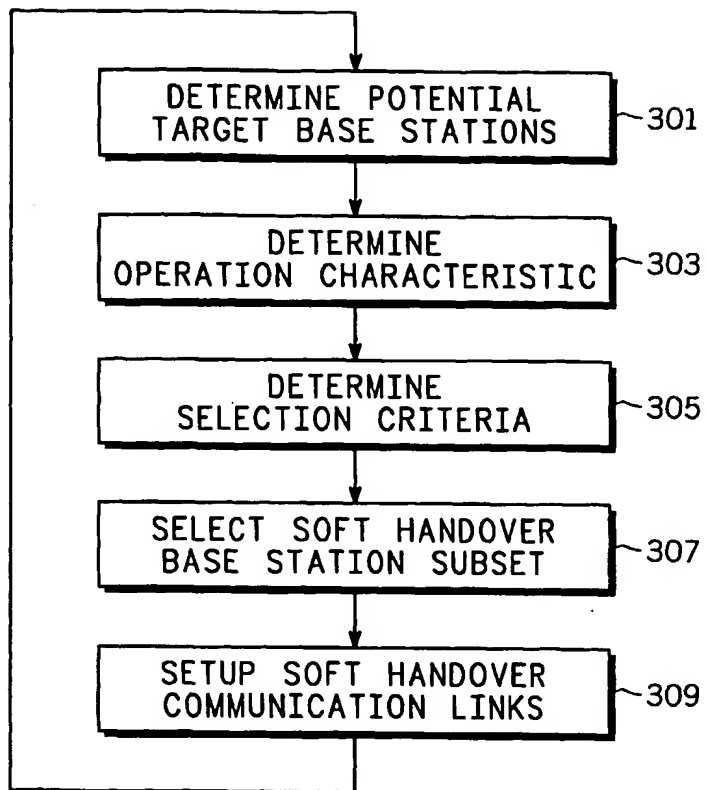 DETERMINE POTENTIAL
TARGET BASE STATIONS
301
DETERMINE
OPERATION CHARACTERISTIC
303
DETERMINE
SELECTION CRITERIA
305
SELECT SOFT HANDOVER
BASE STATION SUBSET
307
SETUP SOFT HANDOVER
COMMUNICATION LINKS
309